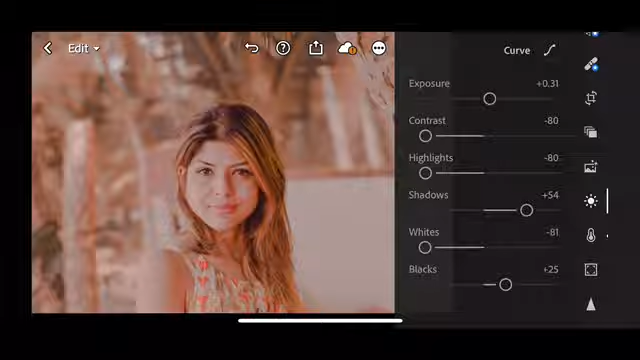 Edit
Curve
Exposure +0.31
Contrast -80
Highlights -80
Shadows +54
Whites -81
Blacks +25